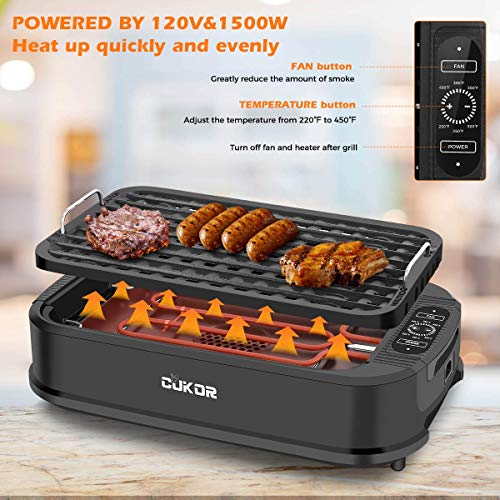 POWERED BY 120V&1500W
Heat up quickly and evenly
FAN button
Greatly reduce the amount of smoke
TEMPERATURE button
Adjust the temperature from 220°F to 450°F
Turn off fan and heater after grill
FAN
POWER
CUKOR